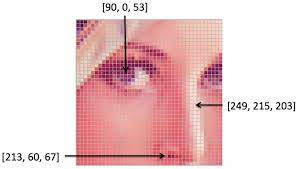 [90, 0, 53]
[249, 215, 203]
[213, 60, 67]